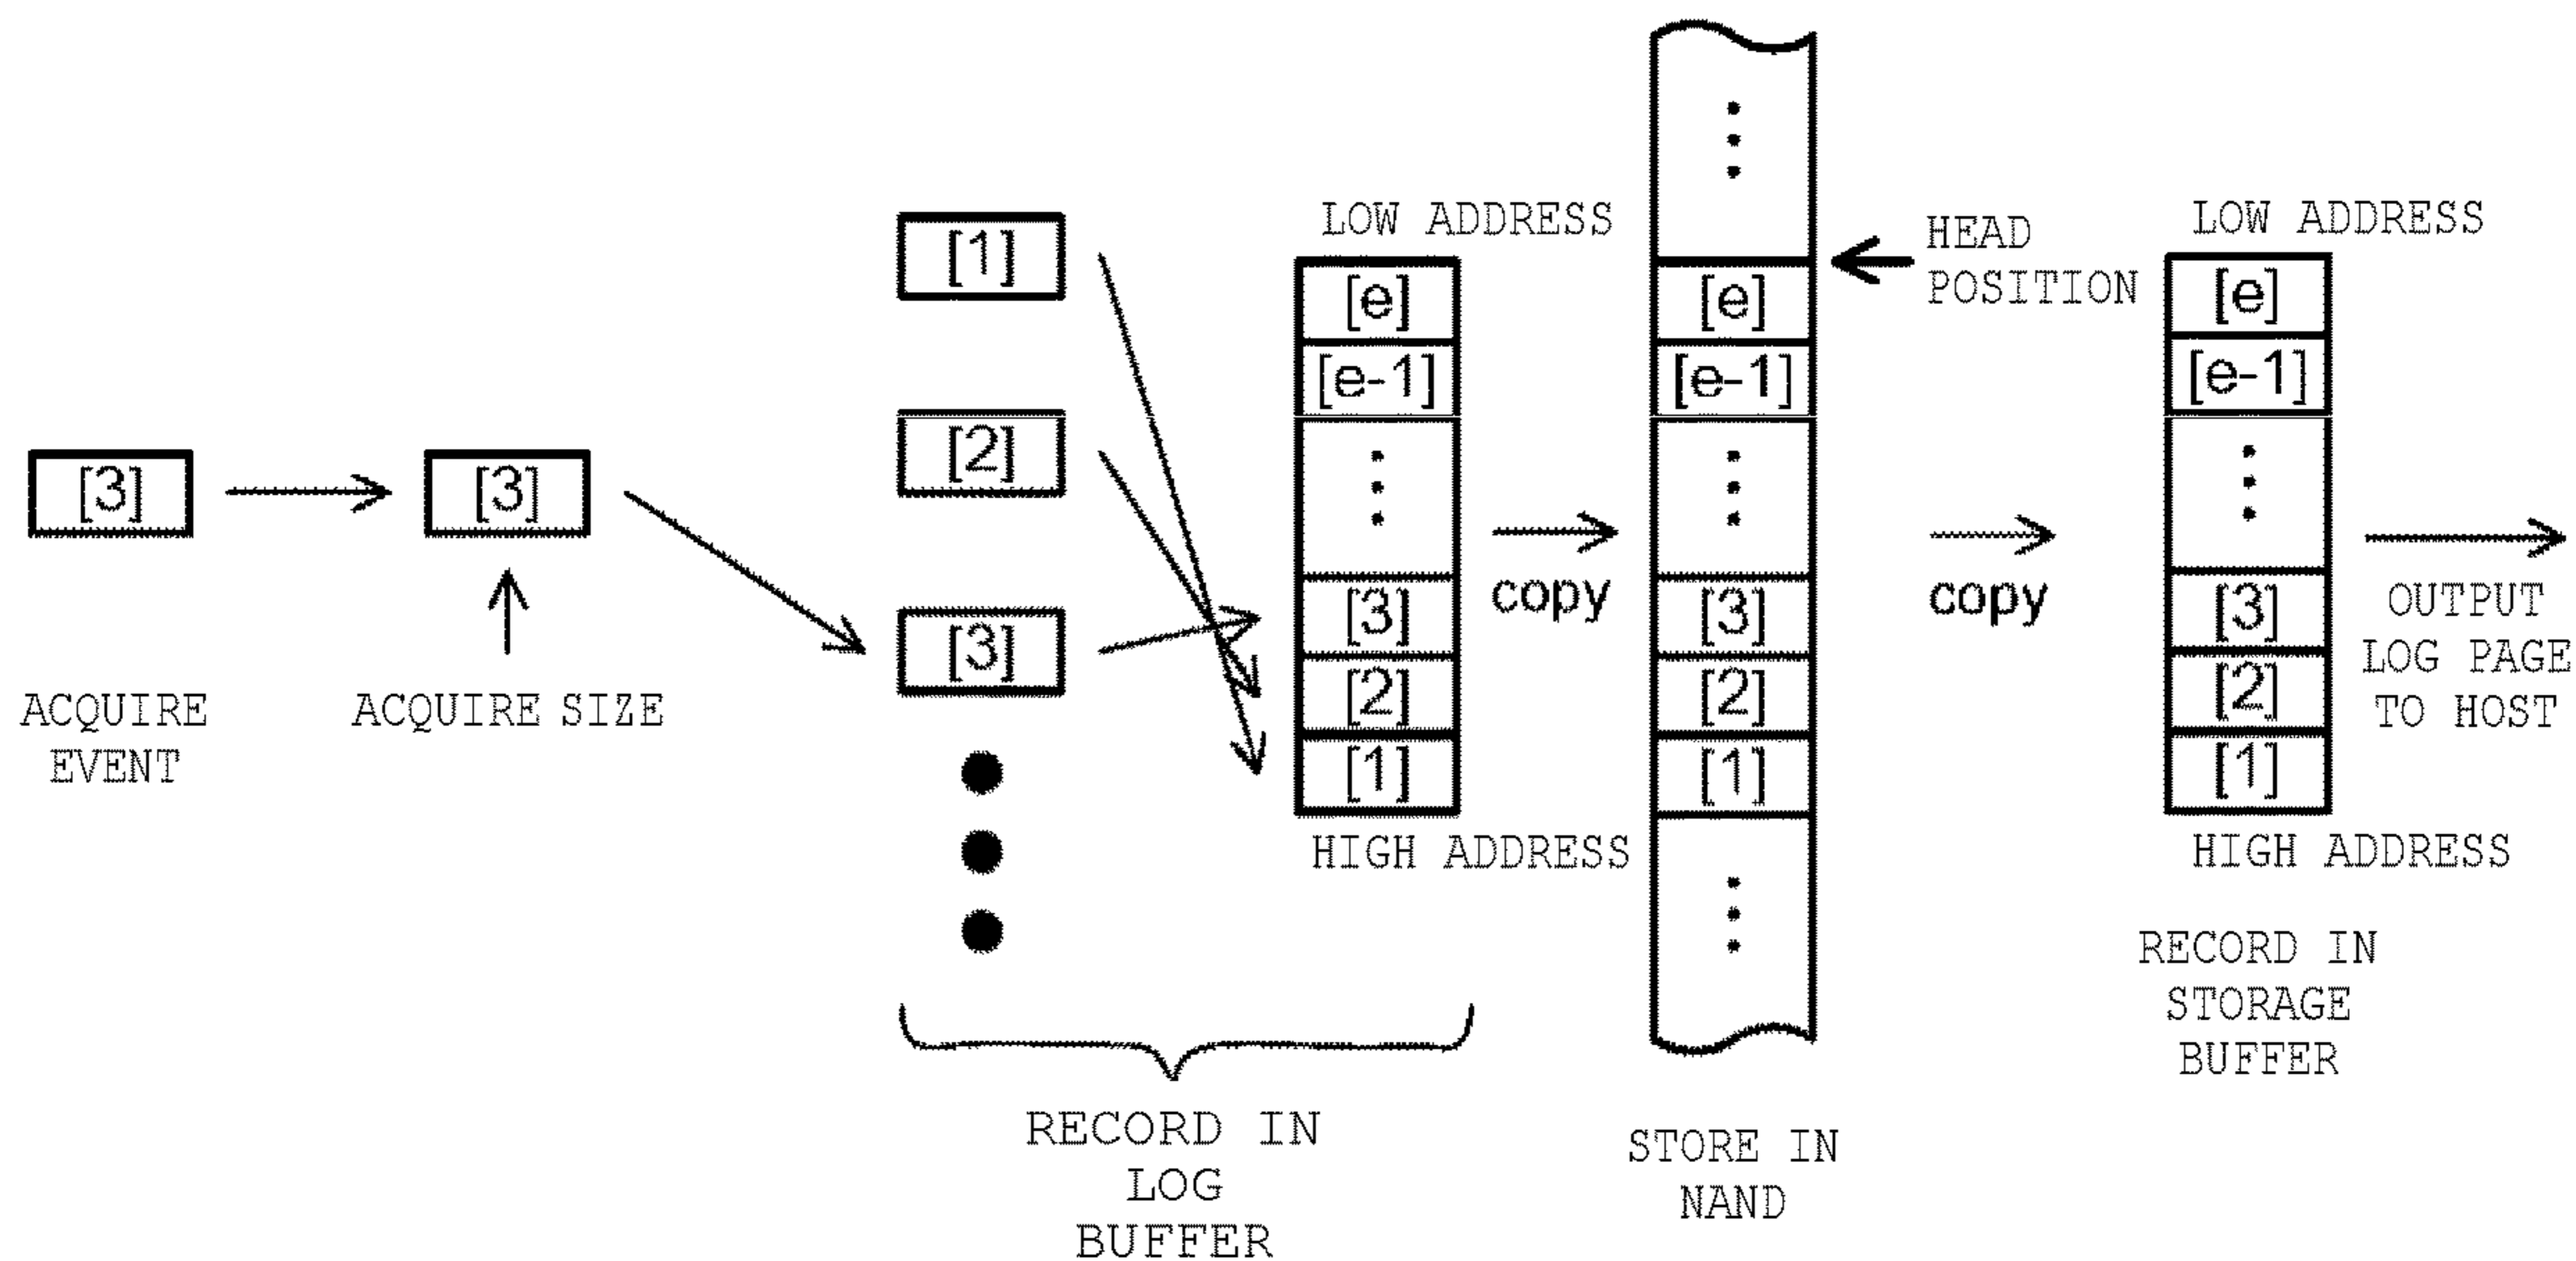 [3]
ACQUIRE
EVENT
[3]
ACQUIRE SIZE
[1]
[2]
[3]
LOW ADDRESS
[e]
[e-1]
[3]
[2]
[1]
HIGH ADDRESS
RECORD IN
LOG
BUFFER
copy
[e]
[e-1]
[3]
[2]
[1]
STORE IN
NAND
HEAD
POSITION
copy
LOW ADDRESS
[e]
[e-1]
[3]
[2]
[1]
HIGH ADDRESS
RECORD IN
STORAGE
BUFFER
OUTPUT
LOG PAGE
TO HOST